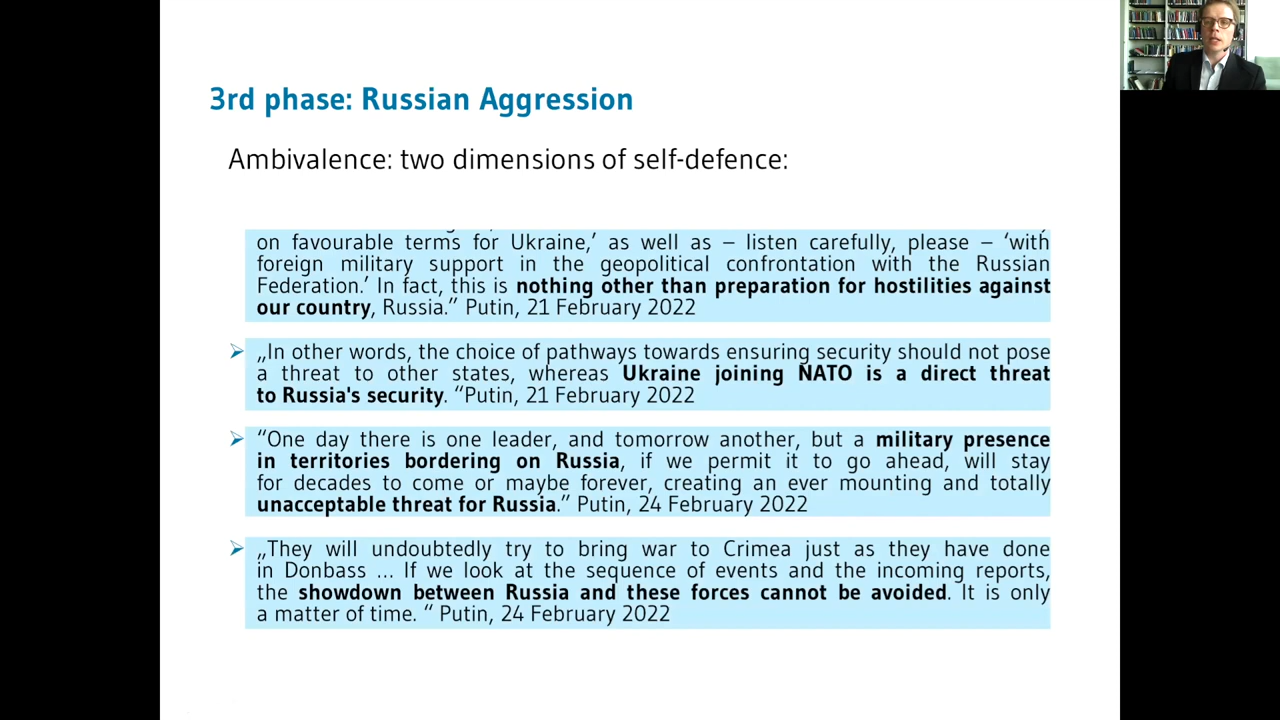 3rd phase: Russian Aggression
Ambivalence: two dimensions of self-defence:
on favourable terms for Ukraine,’ as well as – listen carefully, please – ‘with
foreign military support in the geopolitical confrontation with the Russian
Federation.’ In fact, this is nothing other than preparation for hostilities against
our country, Russia.” Putin, 21 February 2022
➢ „In other words, the choice of pathways towards ensuring security should not pose
a threat to other states, whereas Ukraine joining NATO is a direct threat
to Russia's security. “Putin, 21 February 2022
➢ “One day there is one leader, and tomorrow another, but a military presence
in territories bordering on Russia, if we permit it to go ahead, will stay
for decades to come or maybe forever, creating an ever mounting and totally
unacceptable threat for Russia.” Putin, 24 February 2022
➢ „They will undoubtedly try to bring war to Crimea just as they have done
in Donbass ... If we look at the sequence of events and the incoming reports,
the showdown between Russia and these forces cannot be avoided. It is only
a matter of time. “ Putin, 24 February 2022